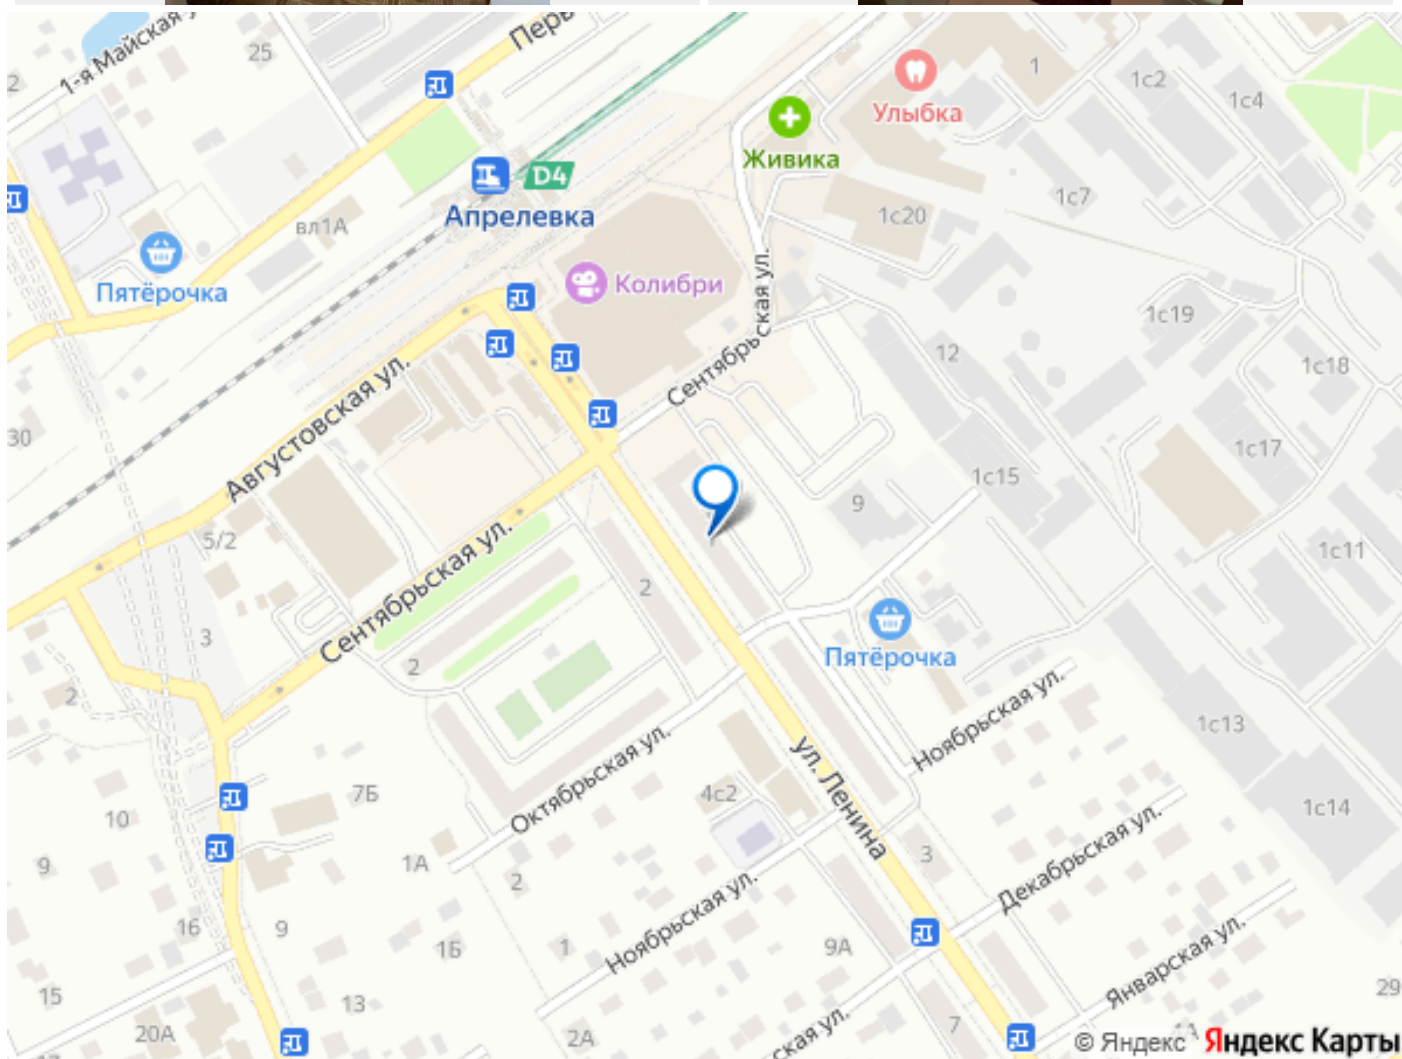 1-я Майская у
Перв
25
2
1
1с2
1с4
Улыбка
Живика
D4
Апрелевка
1с7
1с20
вл1А
Пятёрочка
Колибри
Сентябрьская ул.
1с19
12
1с18
30
Августовская ул.
1с17
1с15
9
5/2
1с11
Сентябрьская ул.
2
3
2
2
Пятёрочка
Ноябрьская ул.
1с13
Октябрьская ул.
ул. Ленина
7Б
4с2
10
1с14
Декабрьская ул.
9
1А
2
3
Ноябрьская ул.
16
9
1Б
1
9А
Январская ул.
15
13
29
20А
2А
ская ул.
7
1А
© Яндекс
Яндекс Карты